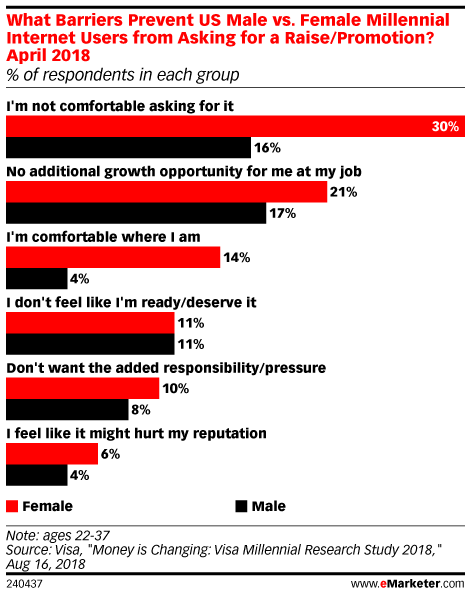 What Barriers Prevent US Male vs. Female Millennial
Internet Users from Asking for a Raise/Promotion?
April 2018
% of respondents in each group
I'm not comfortable asking for it
30%
16%
No additional growth opportunity for me at my job
21%
17%
I'm comfortable where I am
14%
4%
I don't feel like I'm ready/deserve it
11%
11%
Don't want the added responsibility/pressure
10%
8%
I feel like it might hurt my reputation
6%
4%
Female Male
Note: ages 22-37
Source: Visa, "Money is Changing: Visa Millennial Research Study 2018,"
Aug 16, 2018
240437 www.eMarketer.com